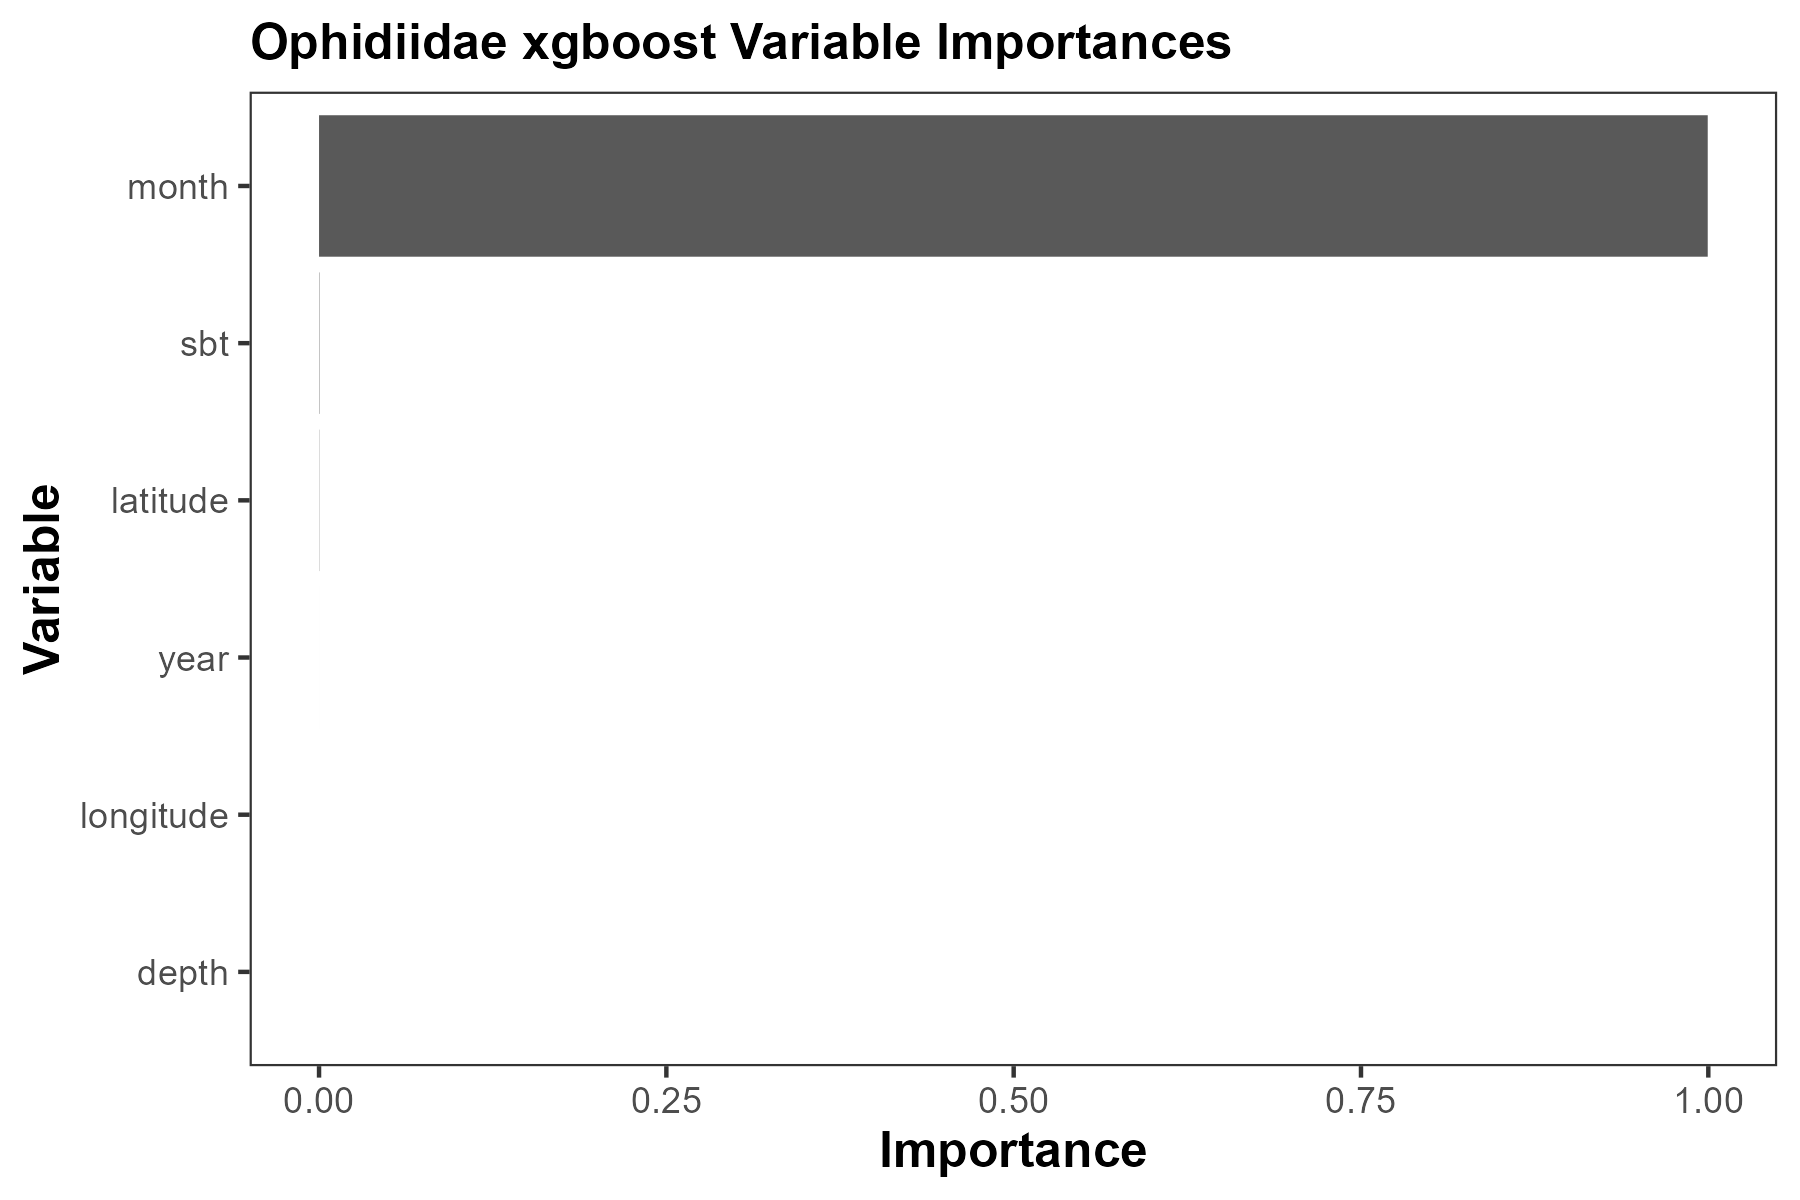 Ophidiidae xgboost Variable Importances
Variable
month
sbt
latitude
year
longitude
depth
0.00 0.25 0.50 0.75 1.00
Importance